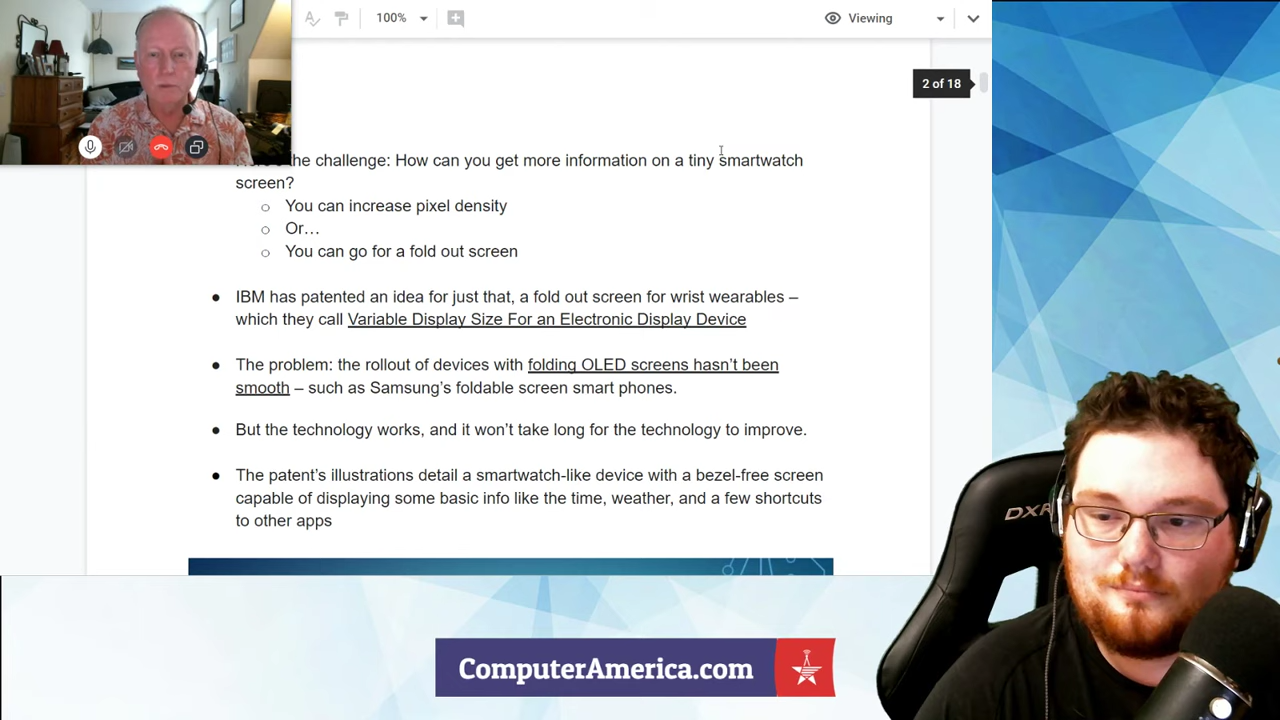 100%
Viewing
2 of 18
the challenge: How can you get more information on a tiny smartwatch
screen?
○ You can increase pixel density
○ Or…
○ You can go for a fold out screen
● IBM has patented an idea for just that, a fold out screen for wrist wearables –
which they call Variable Display Size For an Electronic Display Device
● The problem: the rollout of devices with folding OLED screens hasn’t been
smooth – such as Samsung’s foldable screen smart phones.
● But the technology works, and it won’t take long for the technology to improve.
● The patent’s illustrations detail a smartwatch-like device with a bezel-free screen
capable of displaying some basic info like the time, weather, and a few shortcuts
to other apps
DXR
ComputerAmerica.com